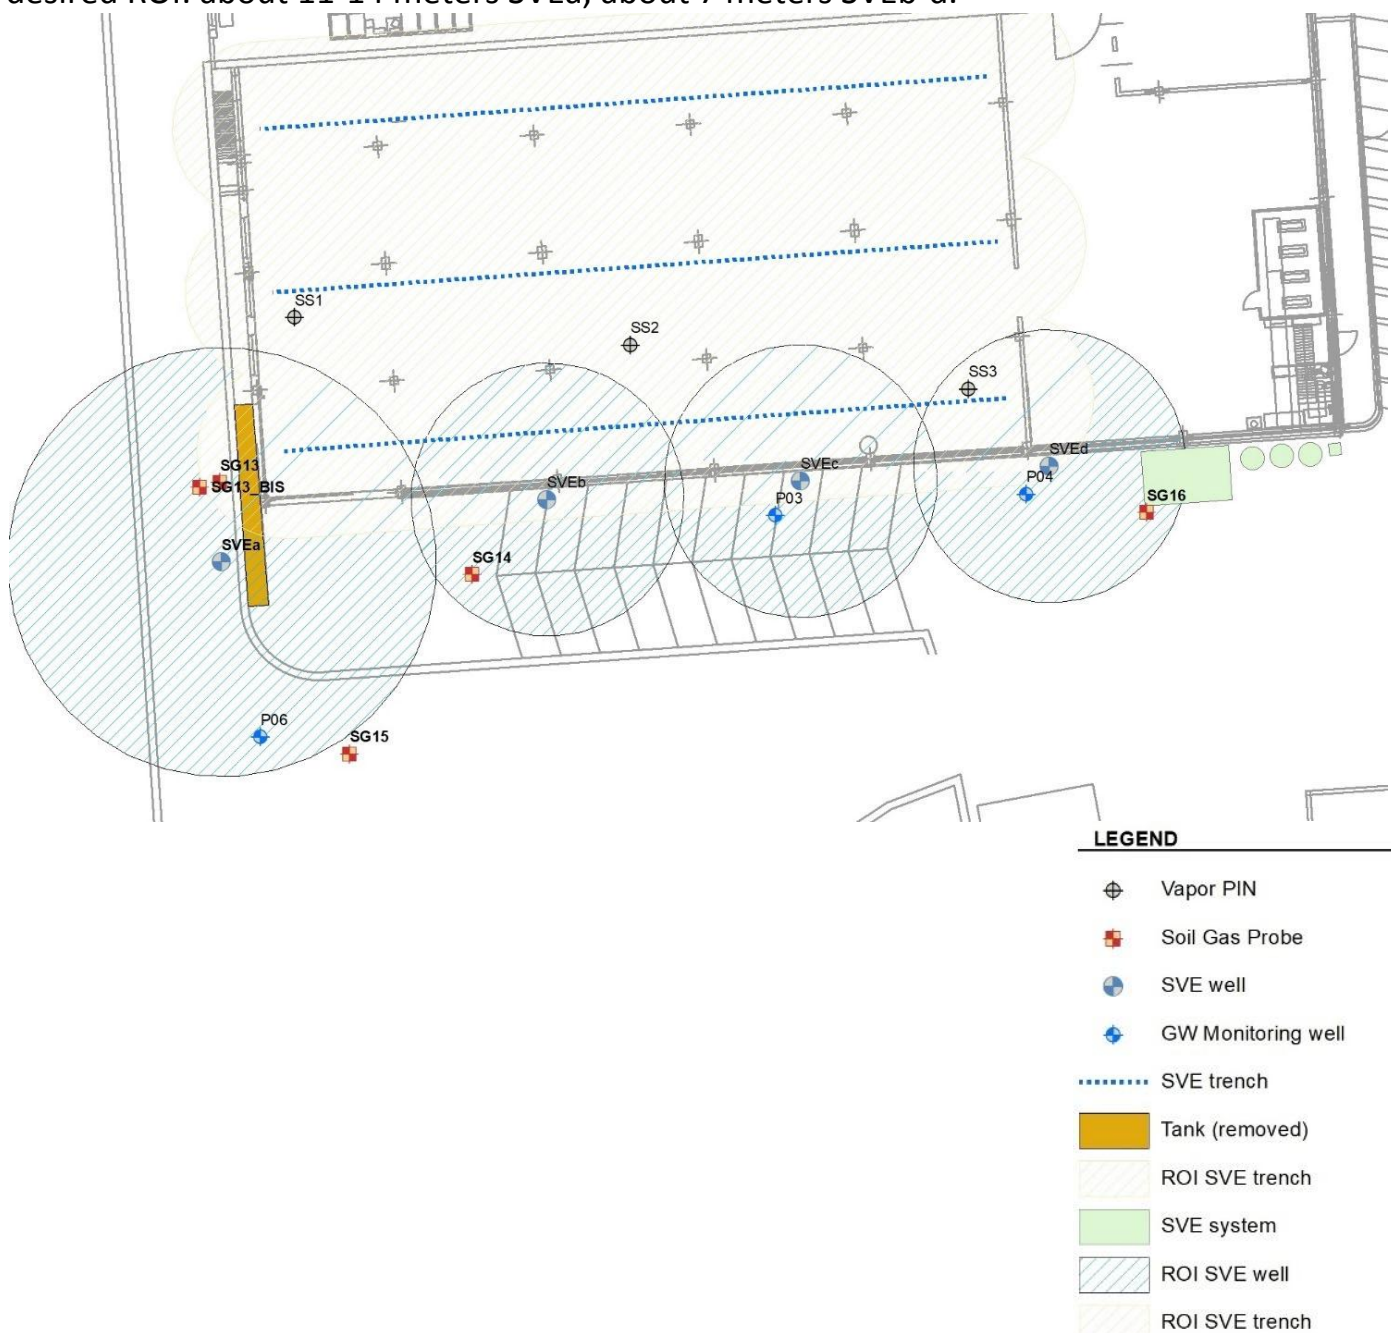 desired ROI: about 11-14 meters SVEa, about 7 meters SVEb-d.
SS1
SS2
SS3
SG13
SG13_BIS
SVEa
SVEb
SVEc
SVEd
P03
P04
SG16
SG14
P06
SG15
LEGEND
Vapor PIN
Soil Gas Probe
SVE well
GW Monitoring well
SVE trench
Tank (removed)
ROI SVE trench
SVE system
ROI SVE well
ROI SVE trench